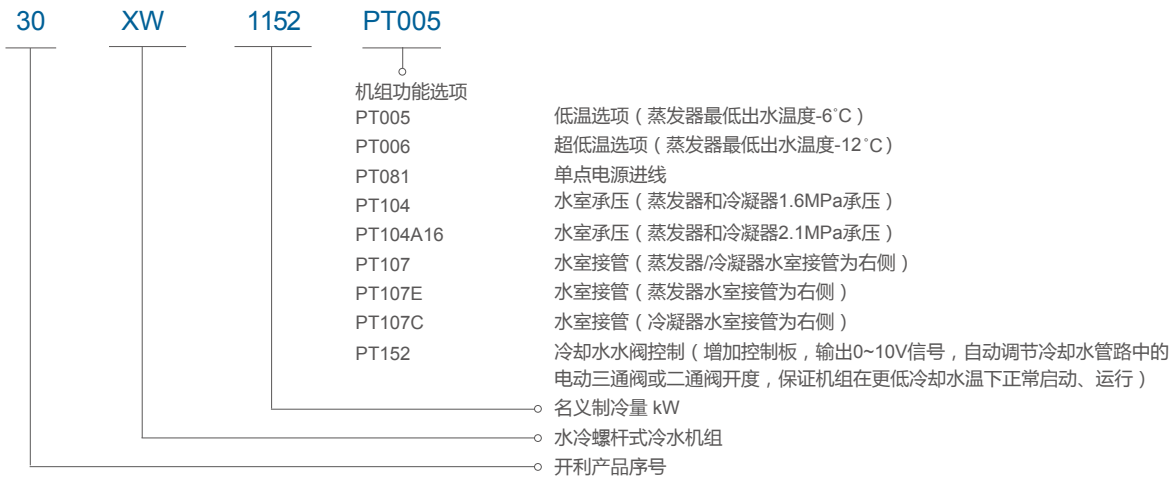 30 XW 1152 PT005
机组功能选项
PT005 低温选项（蒸发器最低出水温度-6°C）
PT006 超低温选项（蒸发器最低出水温度-12°C）
PT081 单点电源进线
PT104 水室承压（蒸发器和冷凝器1.6MPa承压）
PT104A16 水室承压（蒸发器和冷凝器2.1MPa承压）
PT107 水室接管（蒸发器/冷凝器水室接管为右侧）
PT107E 水室接管（蒸发器水室接管为右侧）
PT107C 水室接管（冷凝器水室接管为右侧）
PT152 冷却水水阀控制（增加控制板，输出0~10V信号，自动调节冷却水管路中的
电动三通阀或二通阀开度，保证机组在更低冷却水温下正常启动、运行）
名义制冷量 kW
水冷螺杆式冷水机组
开利产品序号